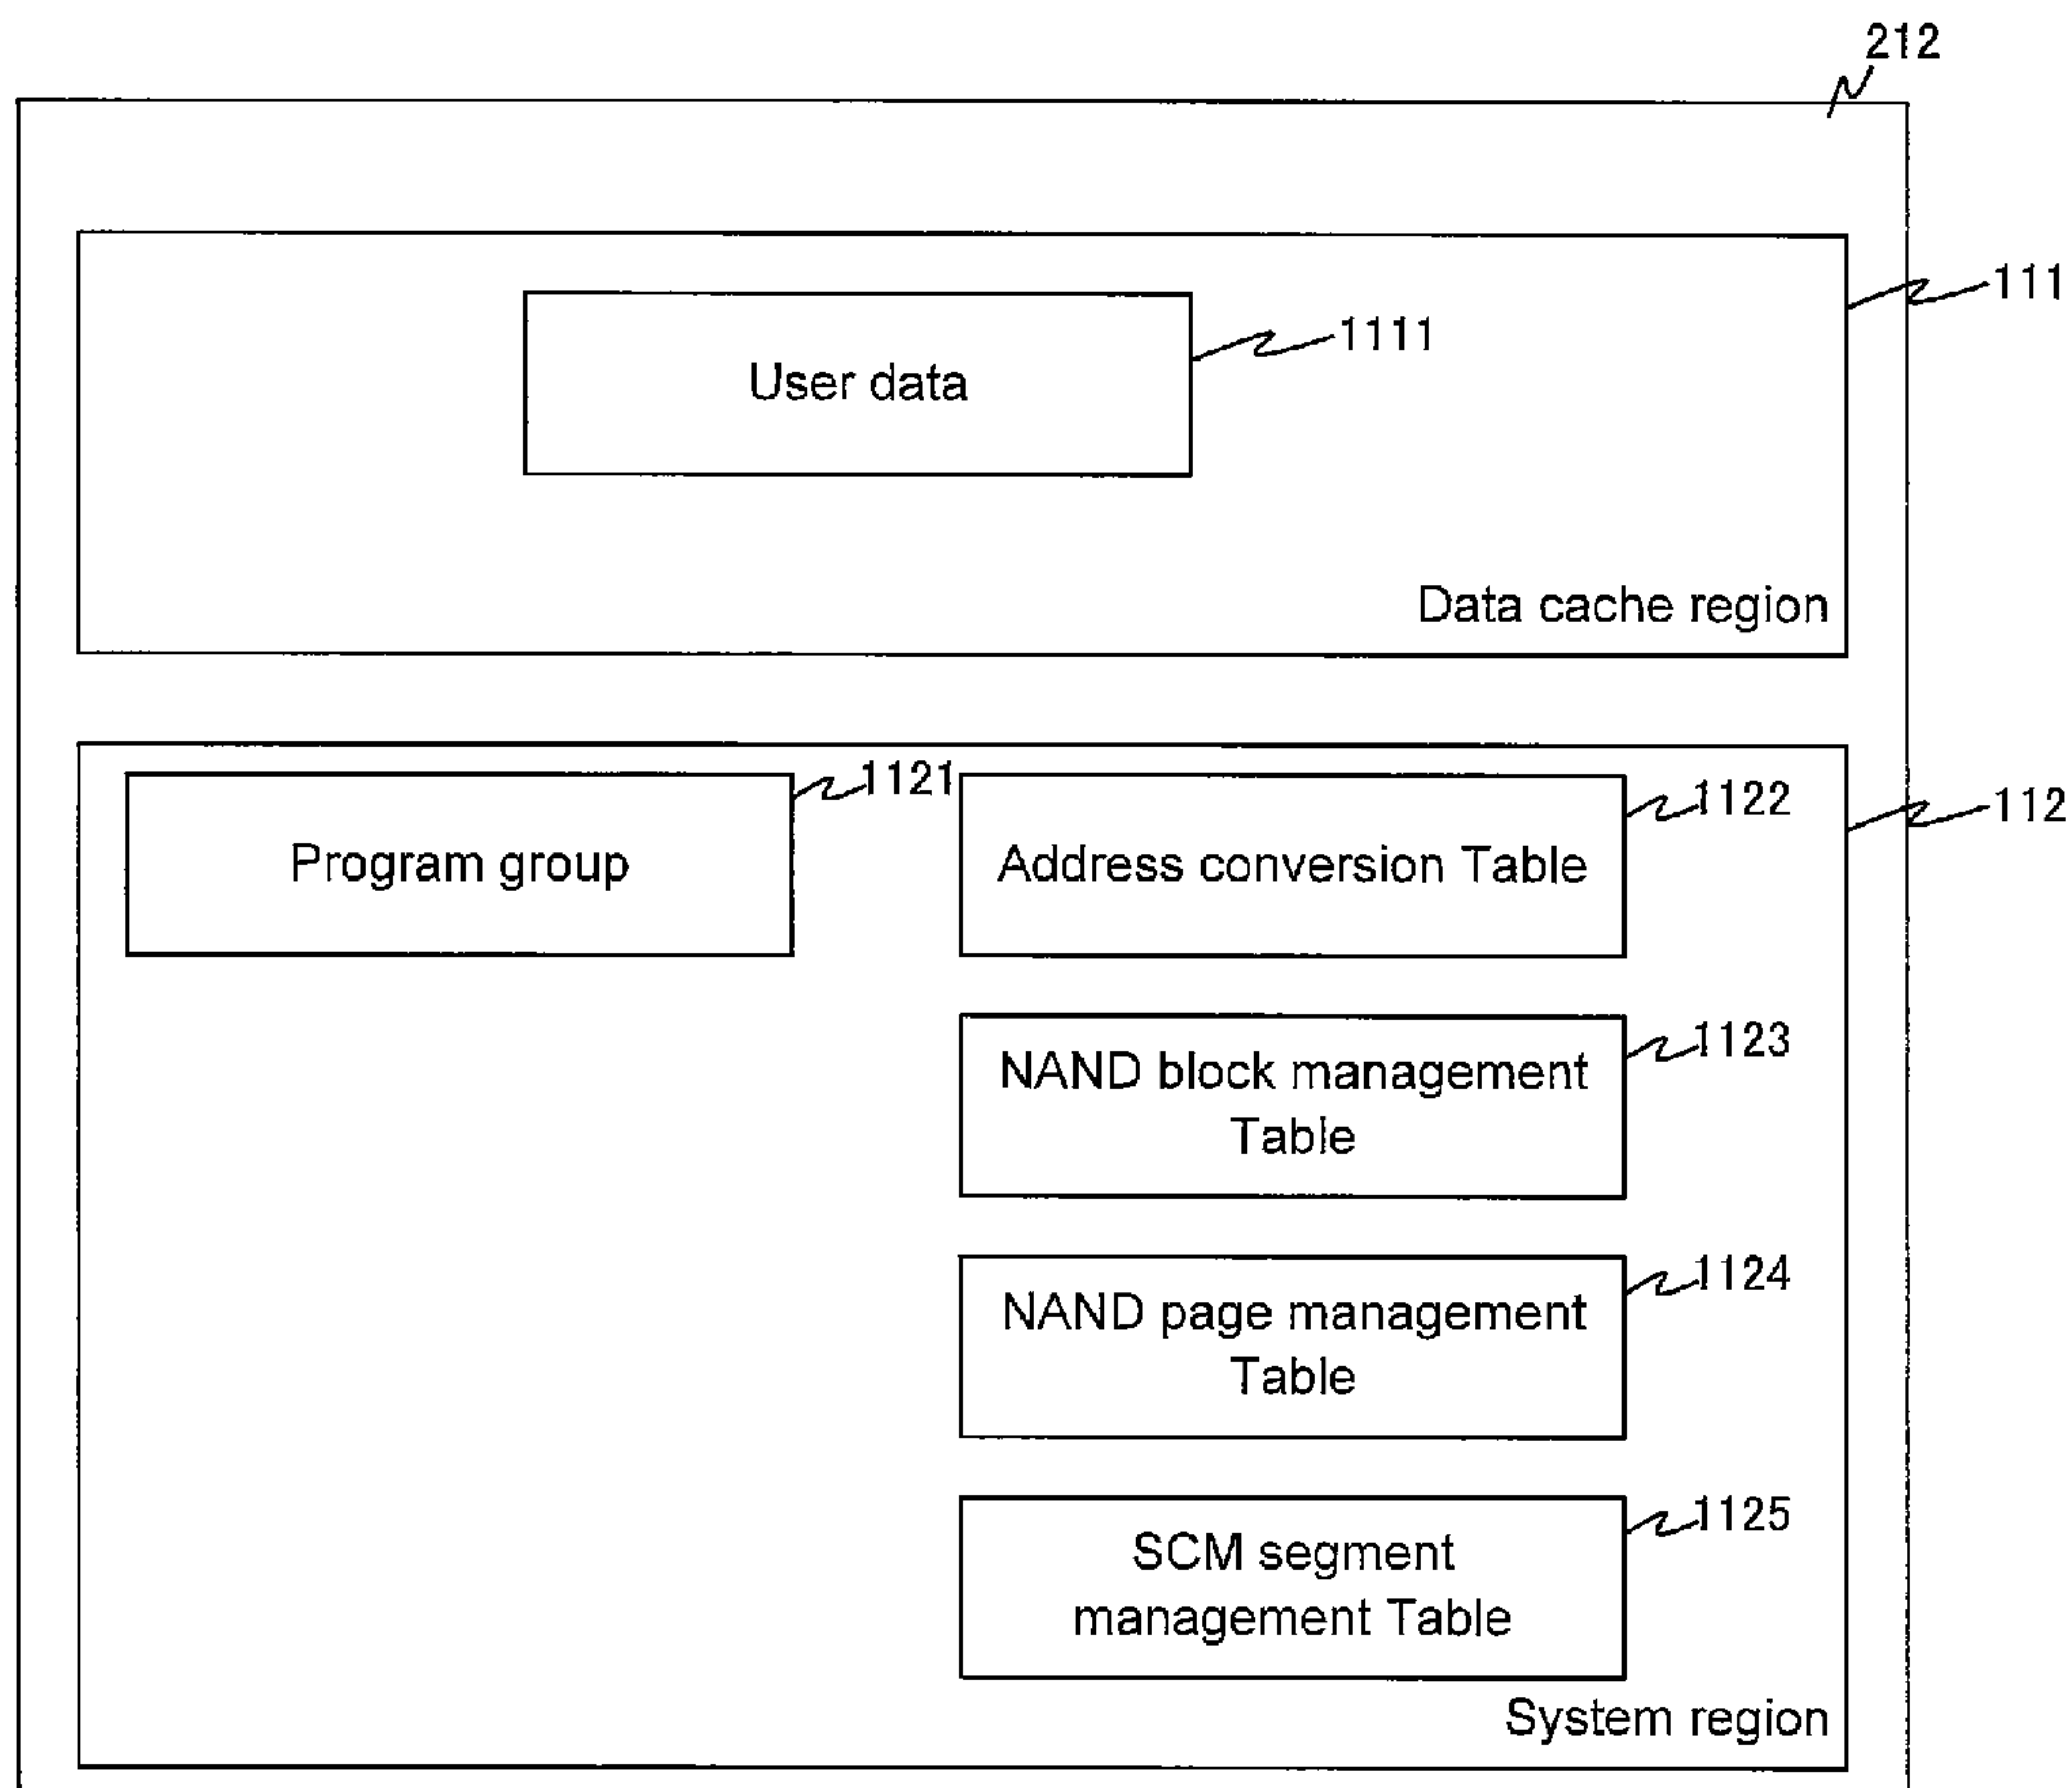 212
111
1111
User data
Data cache region
1121
1122
112
Program group
Address conversion Table
1123
NAND block management
Table
1124
NAND page management
Table
1125
SCM segment
management Table
System region